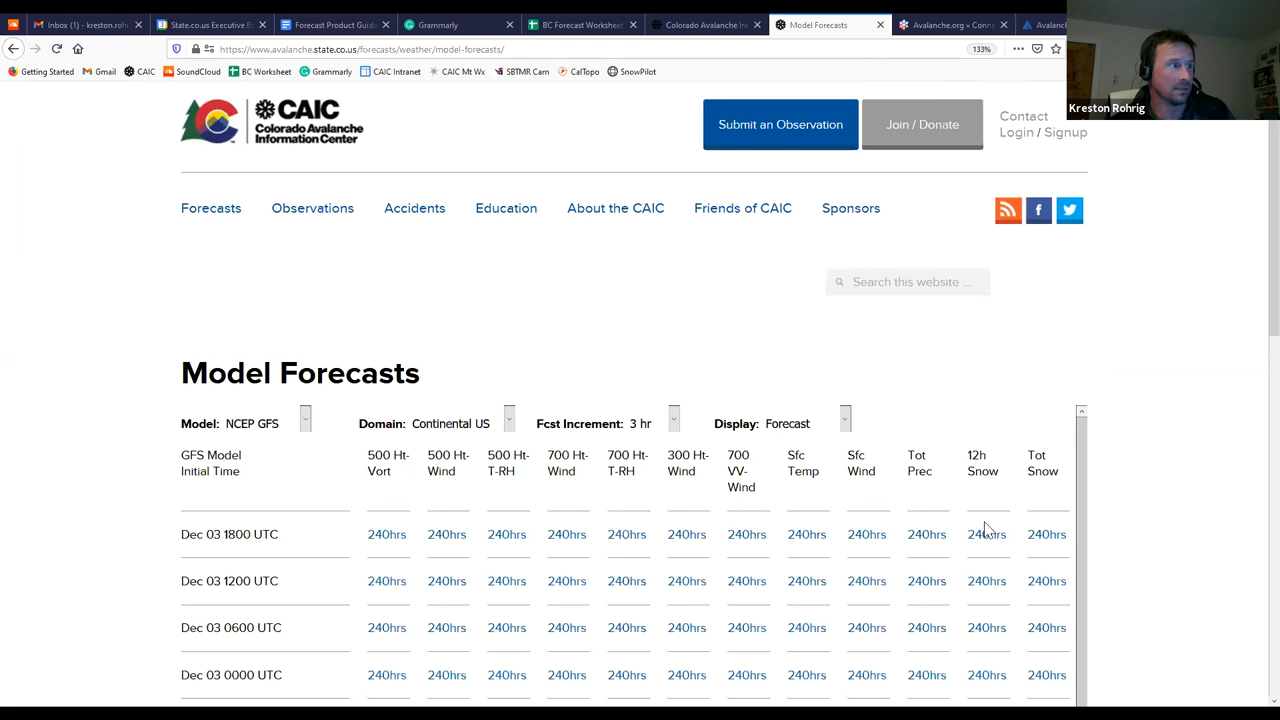 Inbox (1) - kreston.roh
State.co.us Executive B
Forecast Product Guida
Grammarly
BC Forecast Worksheet
Colorado Avalanche In
Model Forecasts
Avalanche.org » Conn
Avalan
https://www.avalanche.state.co.us/forecasts/weather/model-forecasts/
133%
Getting Started
Gmail
CAIC
SoundCloud
BC Worksheet
Grammarly
CAIC Intranet
CAIC Mt Wx
SBTMR Cam
CalTopo
SnowPilot
Kreston Rohrig
CAIC
Colorado Avalanche
Information Center
Submit an Observation
Join / Donate
Contact
Login / Signup
Forecasts Observations Accidents Education About the CAIC Friends of CAIC Sponsors
Search this website ...
Model Forecasts
Model: NCEP GFS Domain: Continental US Fcst Increment: 3 hr Display: Forecast
GFS Model 500 Ht- 500 Ht- 500 Ht- 700 Ht- 700 Ht- 300 Ht- 700 Sfc Sfc Tot 12h Tot
Initial Time Vort Wind T-RH Wind T-RH Wind VV- Temp Wind Prec Snow Snow
Wind
Dec 03 1800 UTC 240hrs 240hrs 240hrs 240hrs 240hrs 240hrs 240hrs 240hrs 240hrs 240hrs 240hrs 240hrs
Dec 03 1200 UTC 240hrs 240hrs 240hrs 240hrs 240hrs 240hrs 240hrs 240hrs 240hrs 240hrs 240hrs 240hrs
Dec 03 0600 UTC 240hrs 240hrs 240hrs 240hrs 240hrs 240hrs 240hrs 240hrs 240hrs 240hrs 240hrs 240hrs
Dec 03 0000 UTC 240hrs 240hrs 240hrs 240hrs 240hrs 240hrs 240hrs 240hrs 240hrs 240hrs 240hrs 240hrs